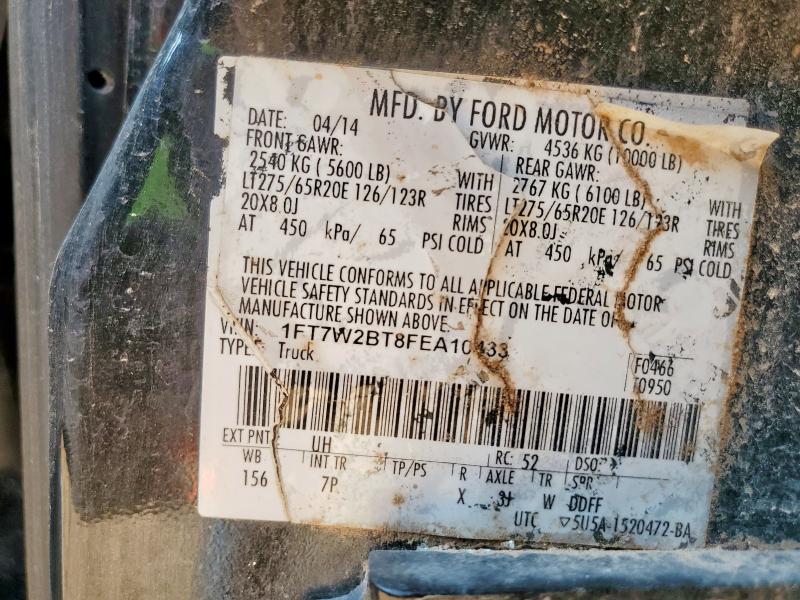 MFD. BY FORD MOTOR CO.
DATE: 04/14 GVWR: 4536 KG (10000 LB)
FRONT GAWR: REAR GAWR:
2540 KG ( 5600 LB) WITH 2767 KG ( 6100 LB) WITH
LT275/65R20E 126/123R TIRES LT275/65R20E 126/123R TIRES
20X8.0J RIMS 20X8.0J RIMS
AT 450 kPa/ 65 PSI COLD AT 450 kPa/ 65 PSI COLD
THIS VEHICLE CONFORMS TO ALL APPLICABLE FEDERAL MOTOR
VEHICLE SAFETY STANDARDS IN EFFECT ON THE DATE OF
MANUFACTURE SHOWN ABOVE.
VIN: 1FT7W2BT8FEA10433
TYPE: Truck
F0466
T0950
EXT PNT UH RC: 52 DSO:
WB INT TR TP/PS R AXLE TR SPR
156 7P X W DDFF
UTC ▽5U5A-1520472-BA